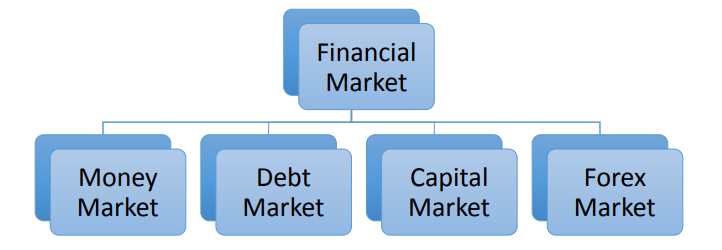 Financial
Market
Money
Market
Debt
Market
Capital
Market
Forex
Market